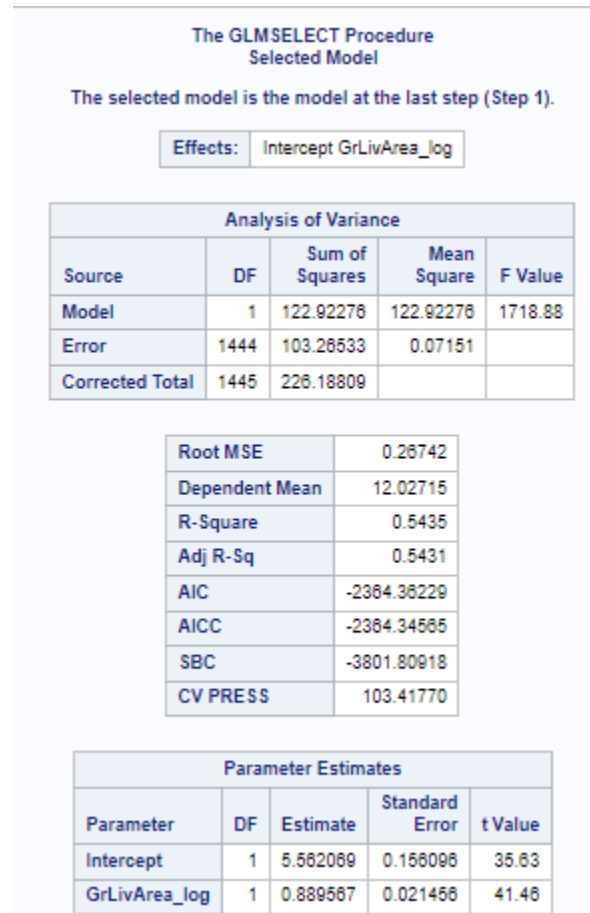 The GLMSELECT Procedure
Selected Model
The selected model is the model at the last step (Step 1).
Effects: Intercept GrLivArea_log
Analysis of Variance
Source DF Sum of Squares Mean Square F Value
Model 1 122.92276 122.92276 1718.88
Error 1444 103.26533 0.07151
Corrected Total 1445 226.18809
Root MSE 0.26742
Dependent Mean 12.02715
R-Square 0.5435
Adj R-Sq 0.5431
AIC -2364.36229
AICC -2364.34565
SBC -3801.80918
CV PRESS 103.41770
Parameter Estimates
Parameter DF Estimate Standard Error t Value
Intercept 1 5.562069 0.156096 35.63
GrLivArea_log 1 0.889567 0.021456 41.46